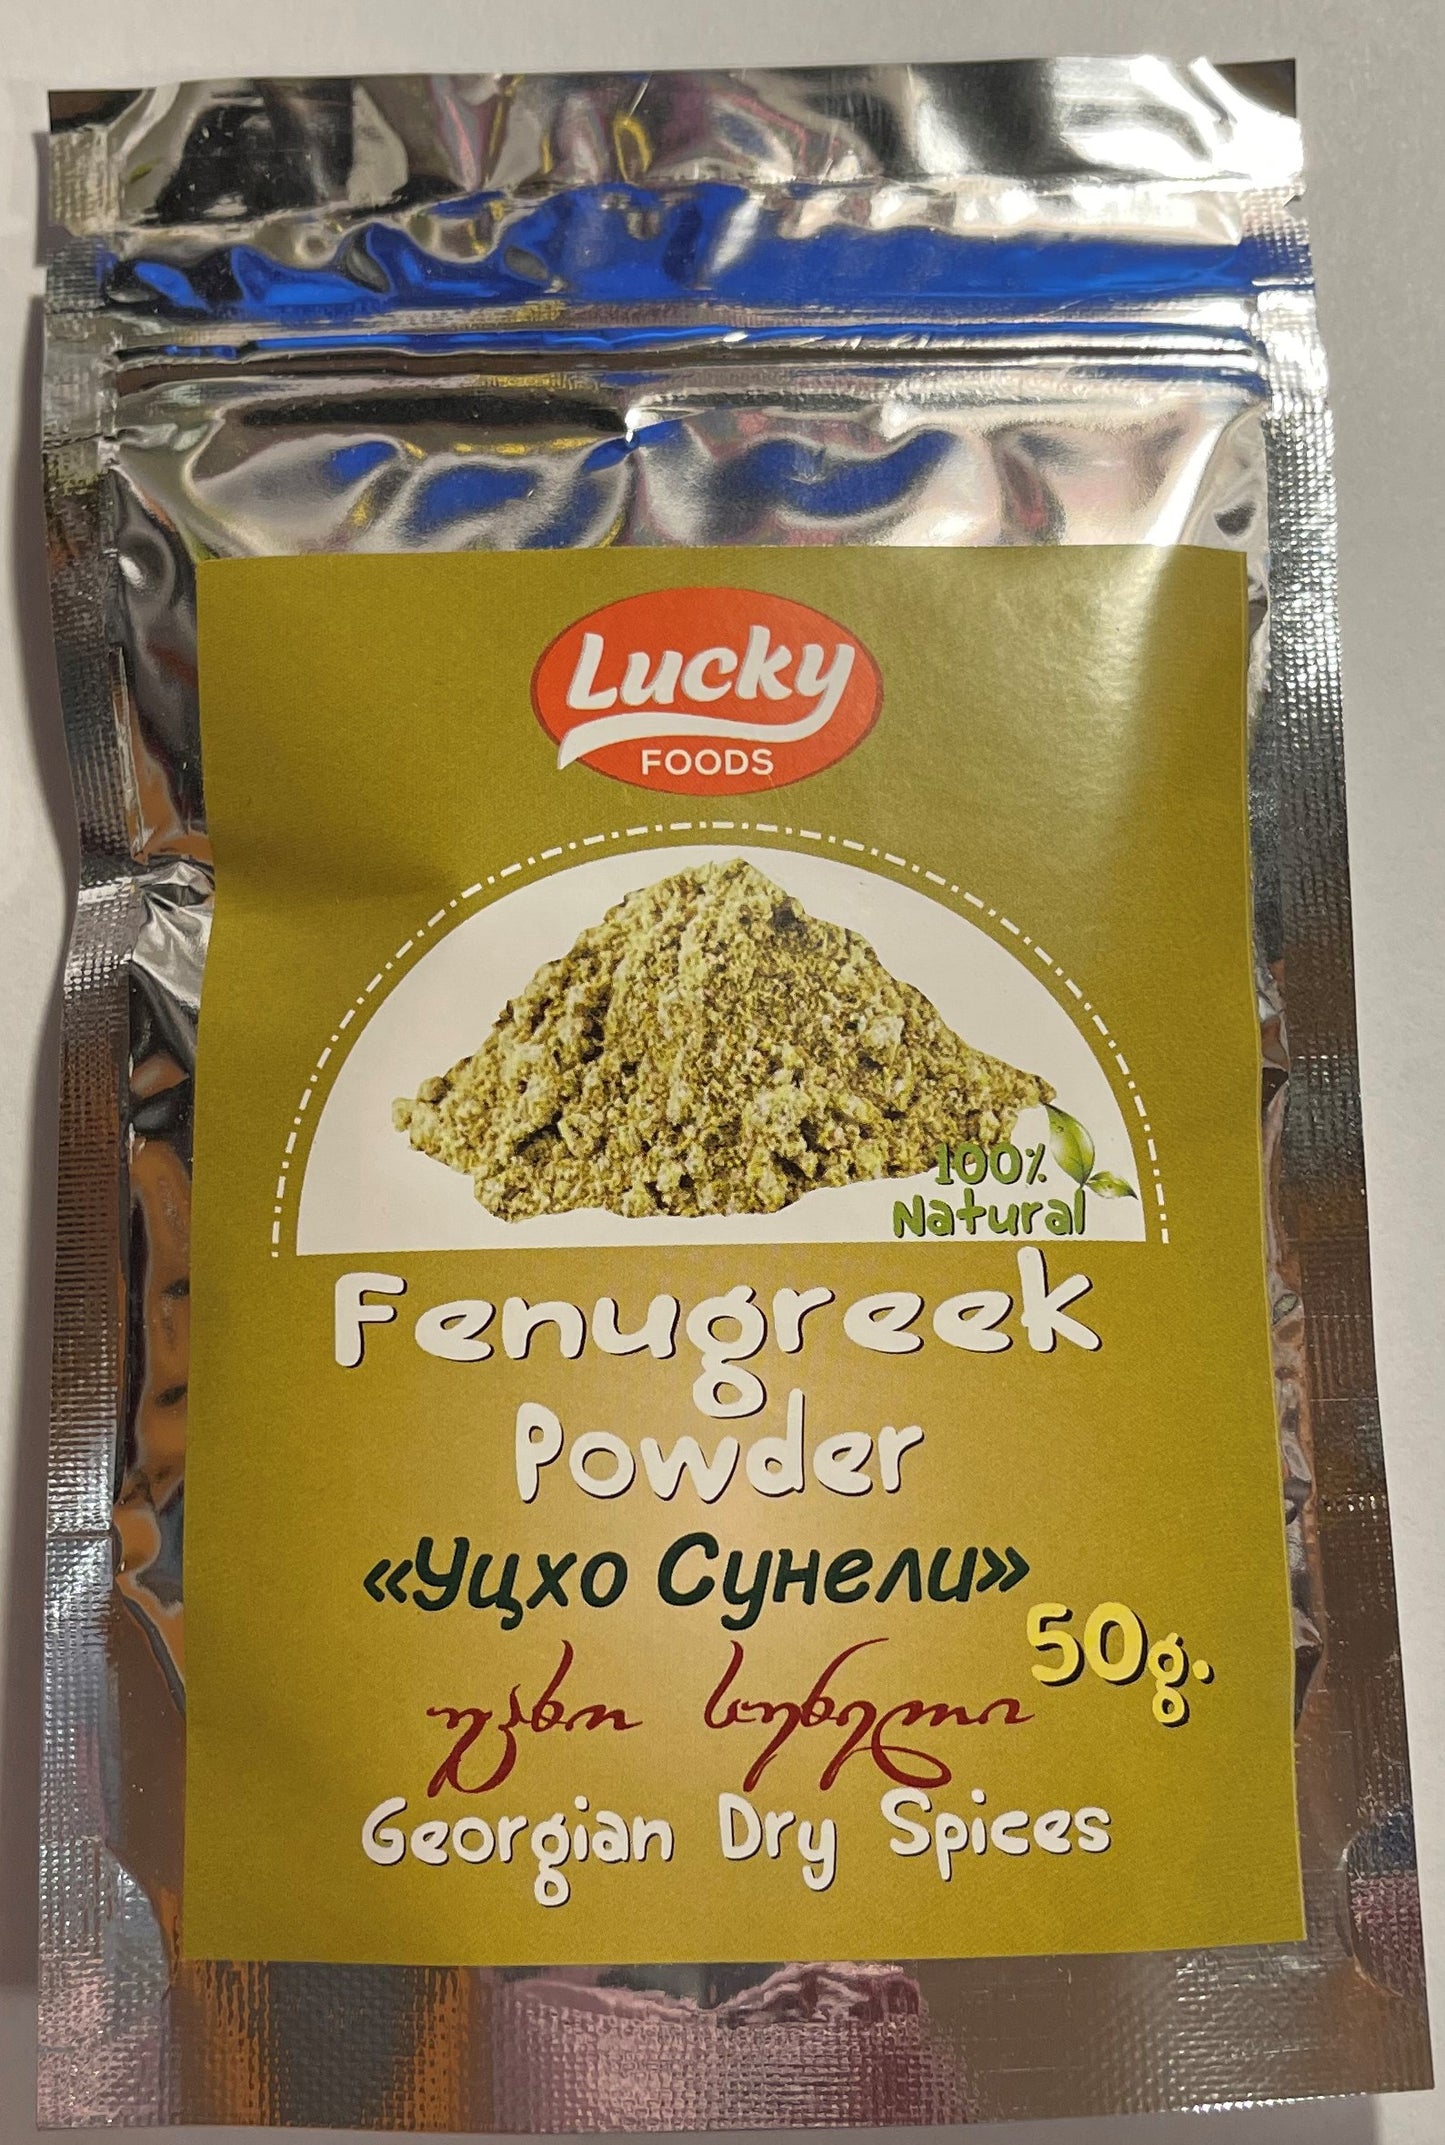 Lucky
FOODS
100%
Natural
Fenugreek
Powder
«Уцхо Сунели»
50g.
უცხო სუნელი
Georgian Dry Spices